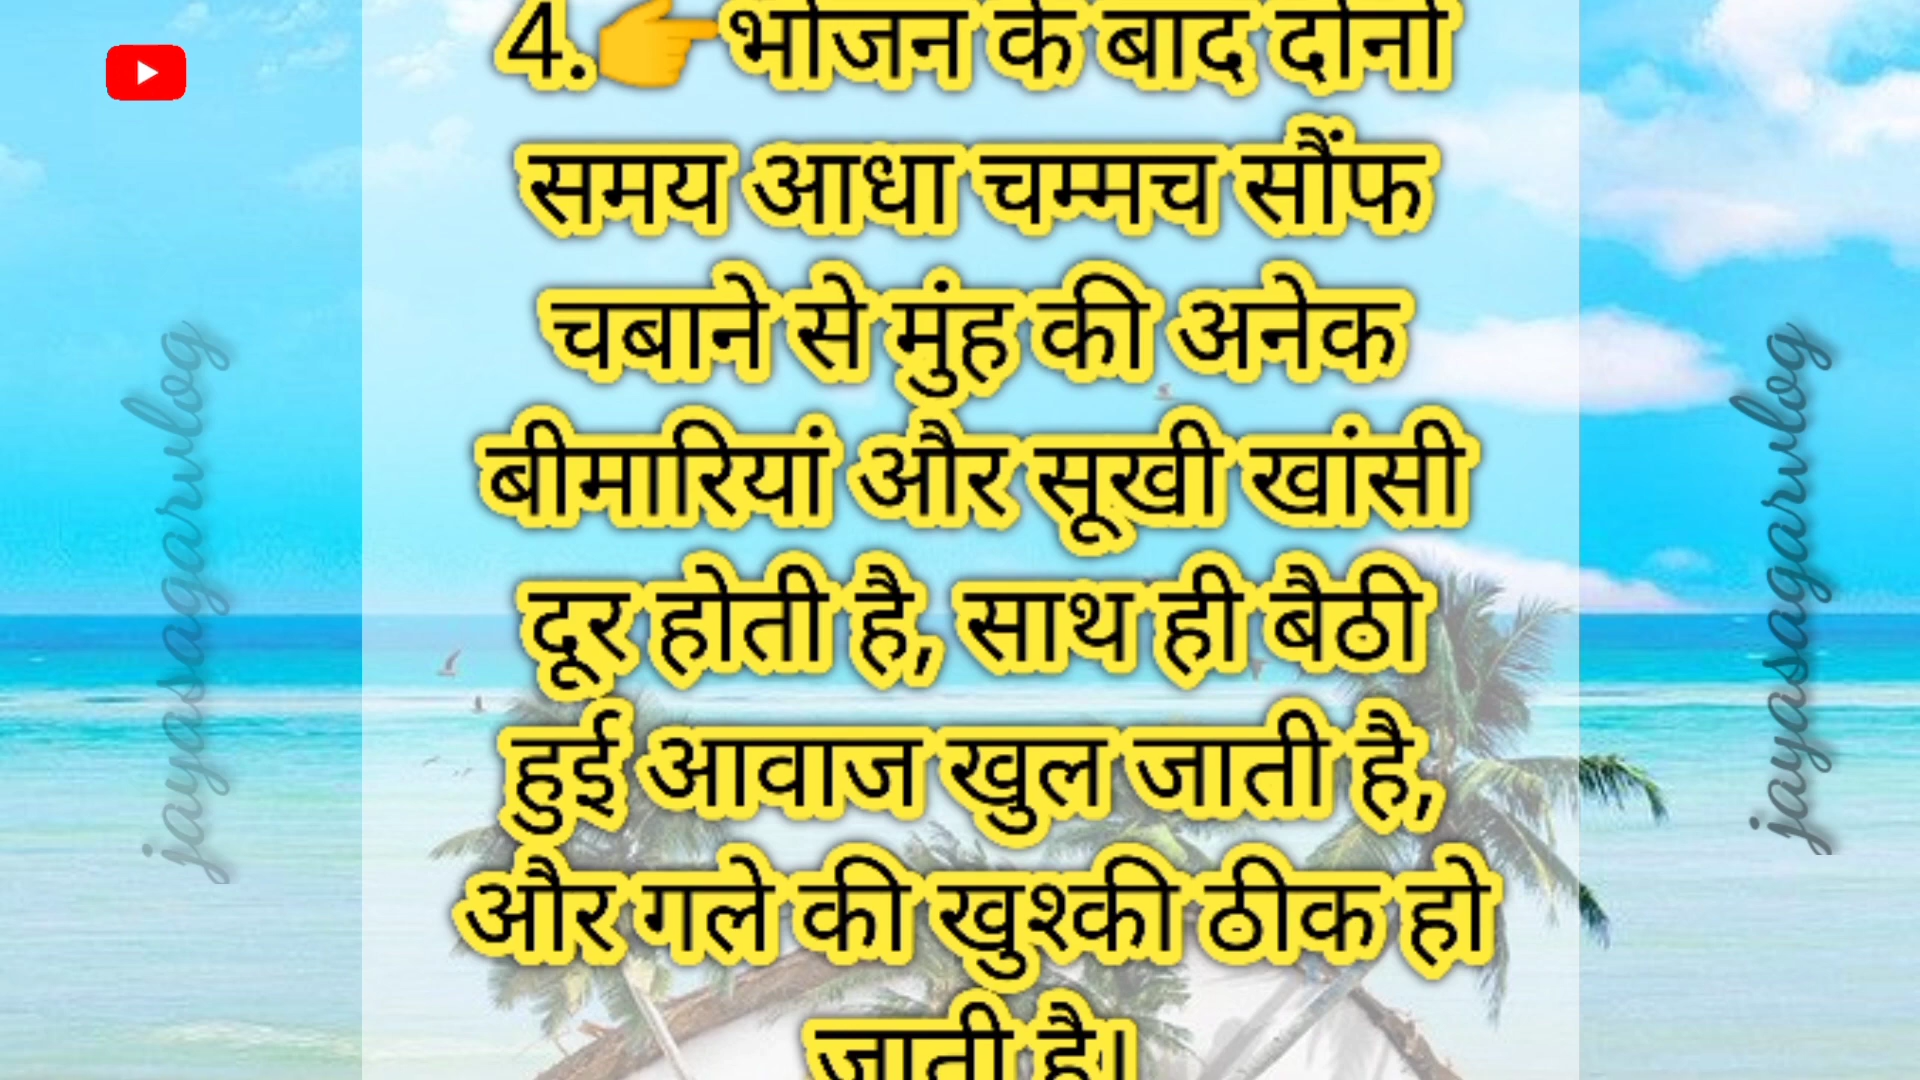 4.👉भोजन के बाद दोनों
समय आधा चम्मच सौंफ
चबाने से मुंह की अनेक
बीमारियां और सूखी खांसी
दूर होती है, साथ ही बैठी
हुई आवाज खुल जाती है,
और गले की खुश्की ठीक हो
जाती है।
jayasagarvlog
jayasagarvlog